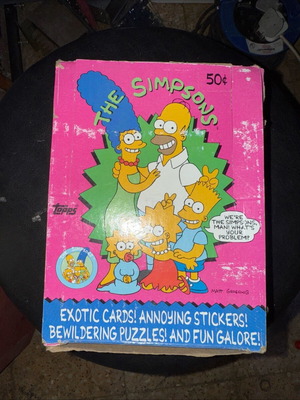 THE SIMPSONS
50¢
Topps
WE'RE
THE SIMPSONS,
MAN! WHAT'S
YOUR
PROBLEM?
MATT GROENING
EXOTIC CARDS! ANNOYING STICKERS!
BEWILDERING PUZZLES! AND FUN GALORE!